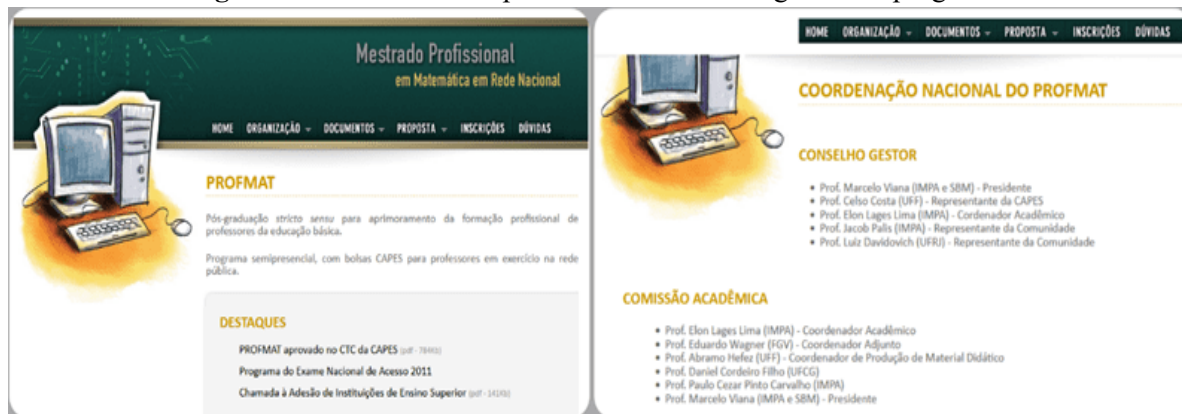 Mestrado Profissional
em Matemática em Rede Nacional
HOME ORGANIZAÇÃO DOCUMENTOS PROPOSTA INSCRIÇÕES DÚVIDAS
PROFMAT
Pós-graduação stricto sensu para aprimoramento da formação profissional de
professores da educação básica.
Programa semipresencial, com bolsas CAPES para professores em exercício na rede
pública.
DESTAQUES
PROFMAT aprovado no CTC da CAPES (pdf - 784Kb)
Programa do Exame Nacional de Acesso 2011
Chamada à Adesão de Instituições de Ensino Superior (pdf - 141Kb)
HOME ORGANIZAÇÃO DOCUMENTOS PROPOSTA INSCRIÇÕES DÚVIDAS
COORDENAÇÃO NACIONAL DO PROFMAT
CONSELHO GESTOR
• Prof. Marcelo Viana (IMPA e SBM) - Presidente
• Prof. Celso Costa (UFF) - Representante da CAPES
• Prof. Elon Lages Lima (IMPA) - Cordenador Acadêmico
• Prof. Jacob Palis (IMPA) - Representante da Comunidade
• Prof. Luiz Davidovich (UFRJ) - Representante da Comunidade
COMISSÃO ACADÊMICA
• Prof. Elon Lages Lima (IMPA) - Coordenador Acadêmico
• Prof. Eduardo Wagner (FGV) - Coordenador Adjunto
• Prof. Abramo Hefez (UFF) - Coordenador de Produção de Material Didático
• Prof. Daniel Cordeiro Filho (UFCG)
• Prof. Paulo Cezar Pinto Carvalho (IMPA)
• Prof. Marcelo Viana (IMPA e SBM) - Presidente